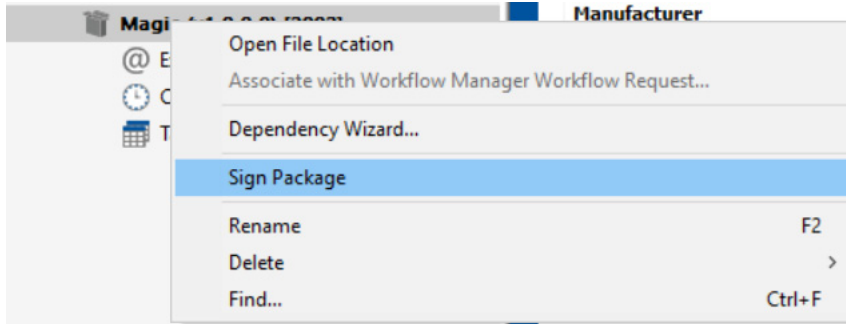 Manufacturer
Magic
Open File Location
E
Associate with Workflow Manager Workflow Request...
C
Dependency Wizard...
T
Sign Package
Rename F2
Delete >
Find... Ctrl+F